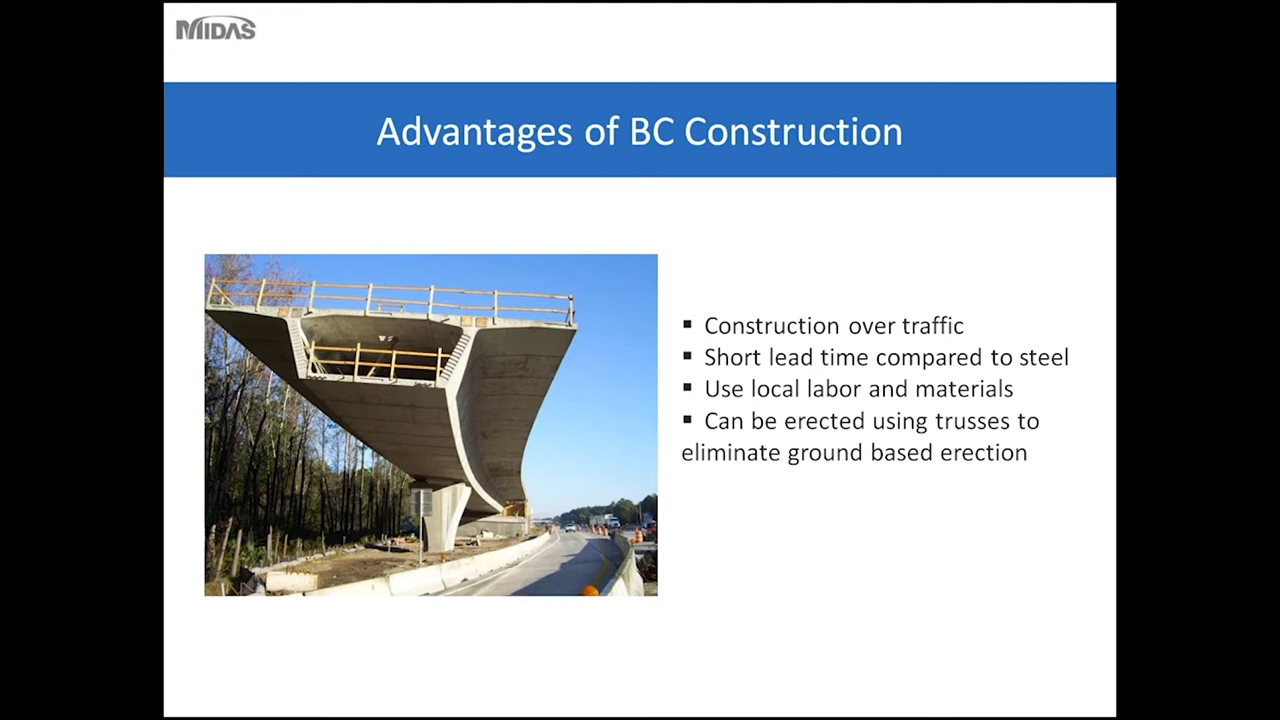 MIDAS
Advantages of BC Construction
▪ Construction over traffic
▪ Short lead time compared to steel
▪ Use local labor and materials
▪ Can be erected using trusses to
eliminate ground based erection